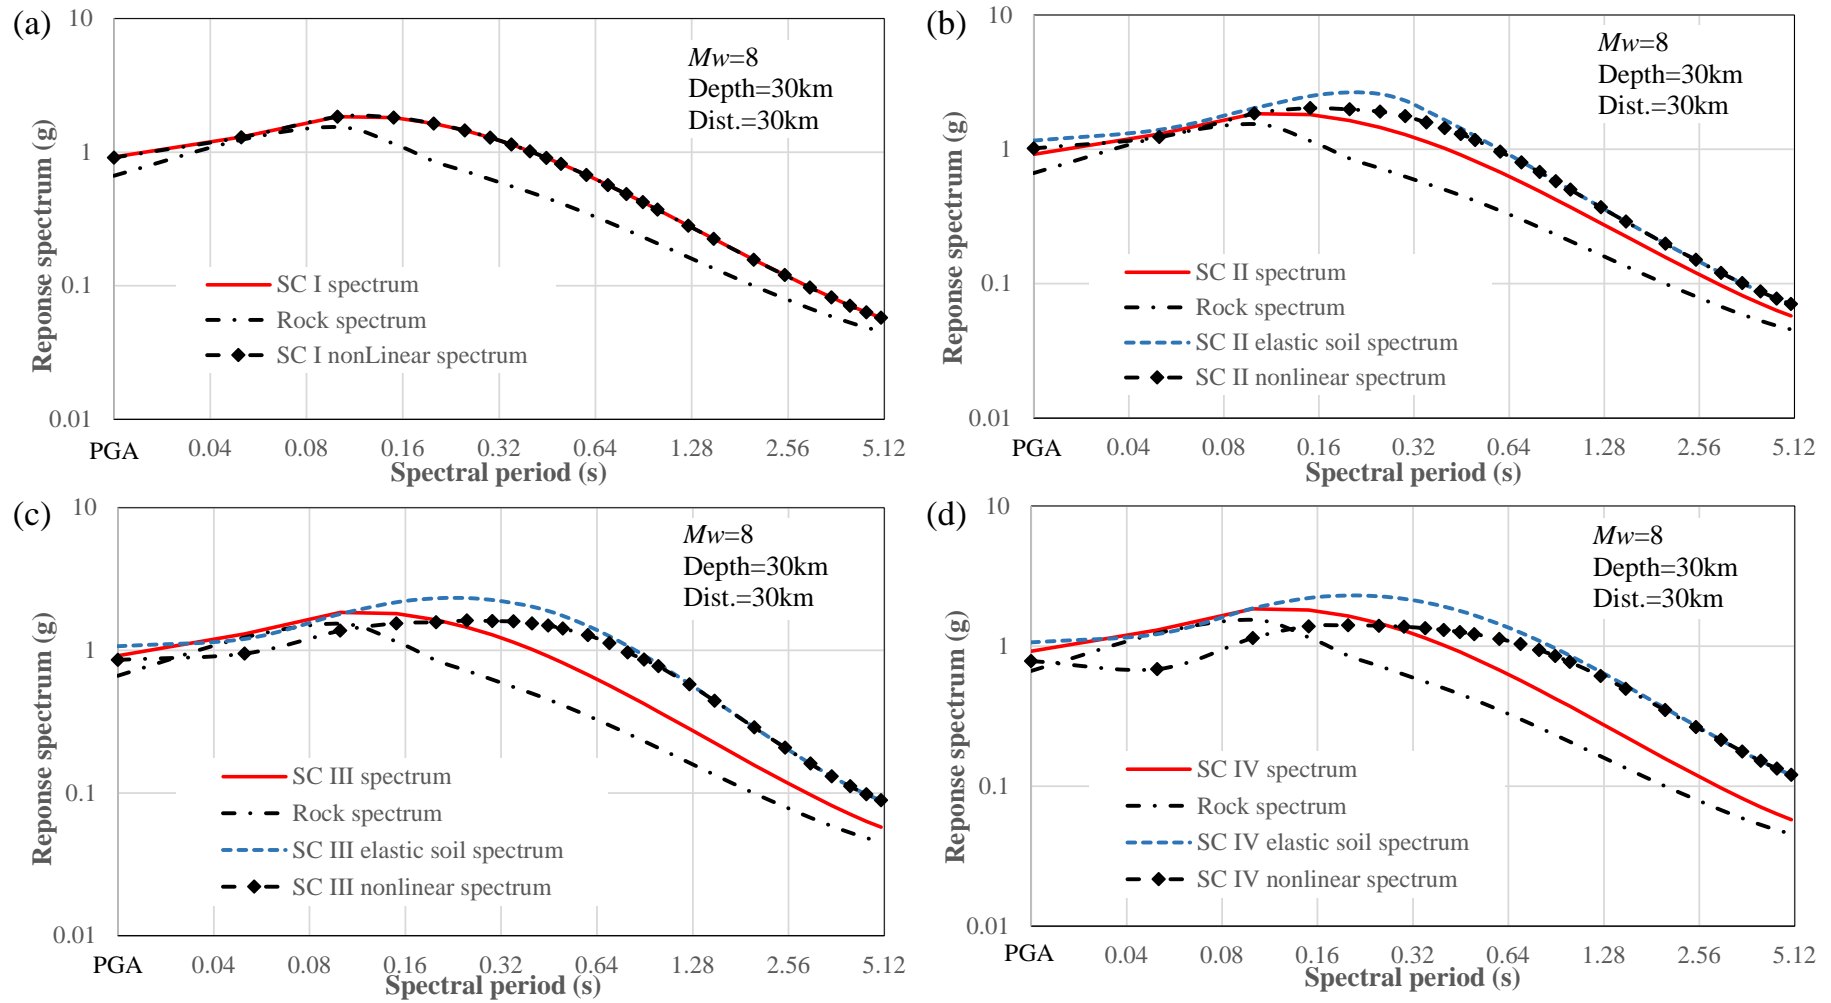 (a)
10
1
0.1
0.01
Reponse spectrum (g)
Mw=8
Depth=30km
Dist.=30km
SC I spectrum
Rock spectrum
SC I nonLinear spectrum
PGA 0.04 0.08 0.16 0.32 0.64 1.28 2.56 5.12
Spectral period (s)
(b)
10
1
0.1
0.01
Reponse spectrum (g)
Mw=8
Depth=30km
Dist.=30km
SC II spectrum
Rock spectrum
SC II elastic soil spectrum
SC II nonlinear spectrum
PGA 0.04 0.08 0.16 0.32 0.64 1.28 2.56 5.12
Spectral period (s)
(c)
10
1
0.1
0.01
Reponse spectrum (g)
Mw=8
Depth=30km
Dist.=30km
SC III spectrum
Rock spectrum
SC III elastic soil spectrum
SC III nonlinear spectrum
PGA 0.04 0.08 0.16 0.32 0.64 1.28 2.56 5.12
Spectral period (s)
(d)
10
1
0.1
0.01
Reponse spectrum (g)
Mw=8
Depth=30km
Dist.=30km
SC IV spectrum
Rock spectrum
SC IV elastic soil spectrum
SC IV nonlinear spectrum
PGA 0.04 0.08 0.16 0.32 0.64 1.28 2.56 5.12
Spectral period (s)